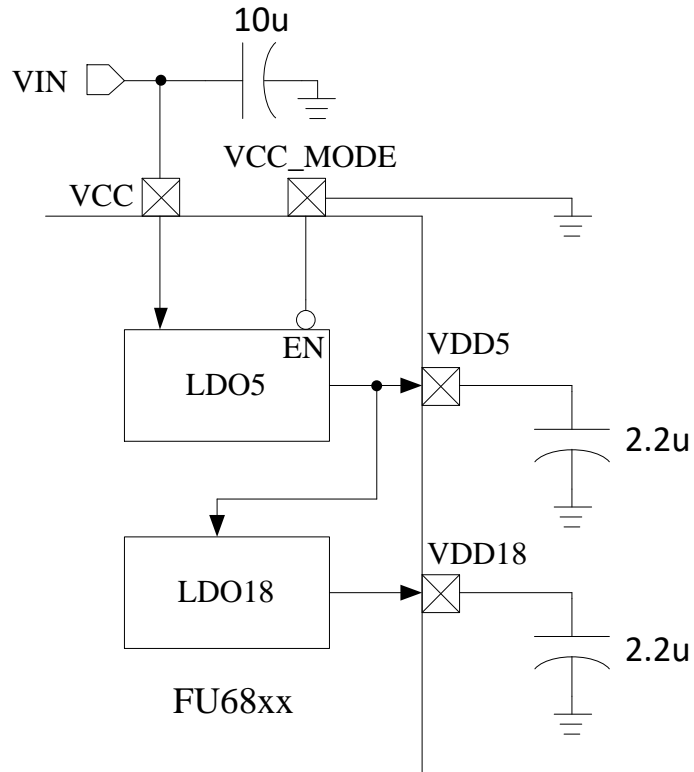 10u
VIN
VCC_MODE
VCC
EN
LDO5
VDD5
2.2u
VDD18
LDO18
2.2u
FU68xx